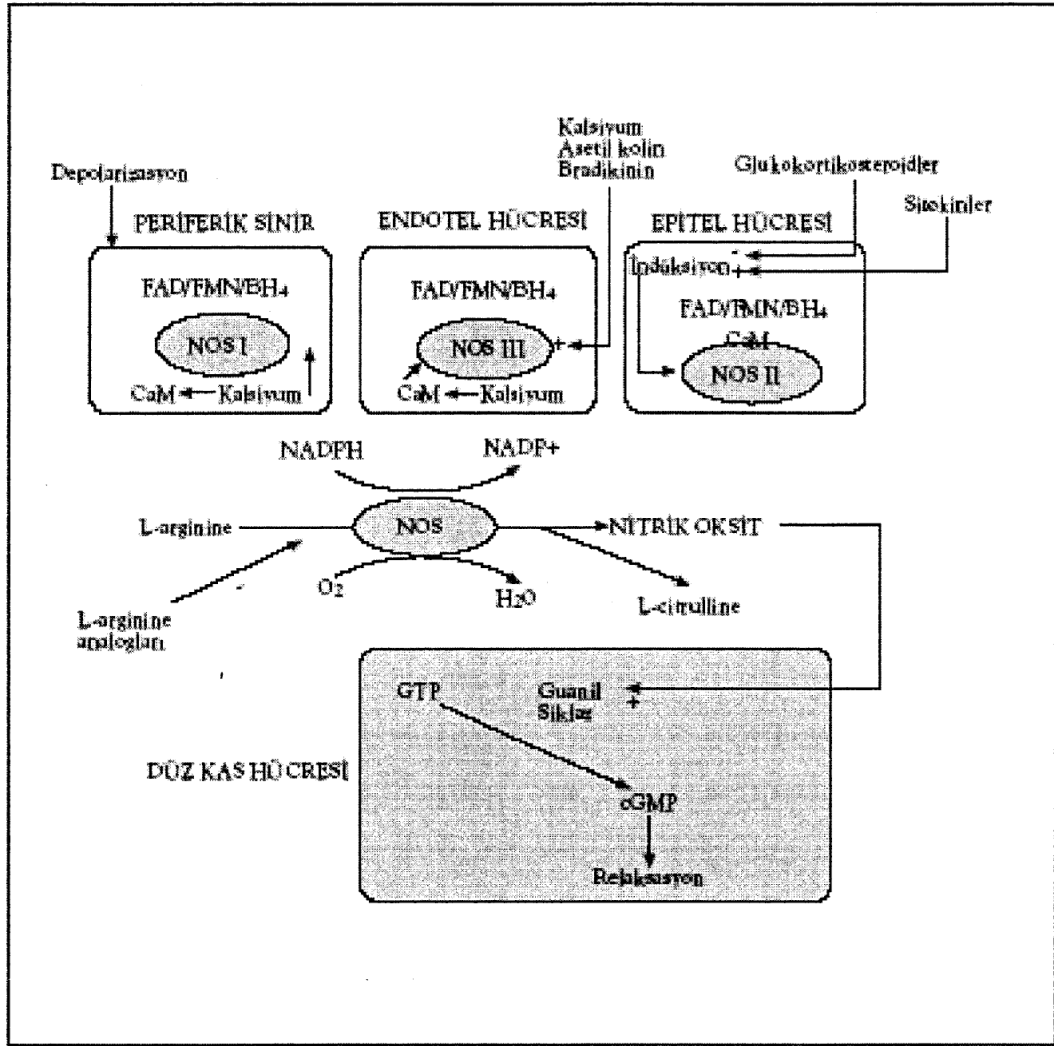 Kalsiyum
Asetil kolin
Bradikinin
Depolarizasyon
Glukokortikosteroidler
Sitokinler
PERİFERİK SİNİR
ENDOTEL HÜCRESİ
EPİTEL HÜCRESİ
-
İndüksiyon +
FAD/FMN/BH4
FAD/FMN/BH4
FAD/FMN/BH4
CaM
NOS I
NOS III +
NOS II
CaM Kalsiyum
CaM Kalsiyum
NADPH
NADP+
L-arginine
NOS
NİTRİK OKSİT
O2
H2O
L-citrulline
L-arginine
analogları
GTP
Guanil
Siklaz
+
DÜZ KAS HÜCRESİ
cGMP
Relaksasyon